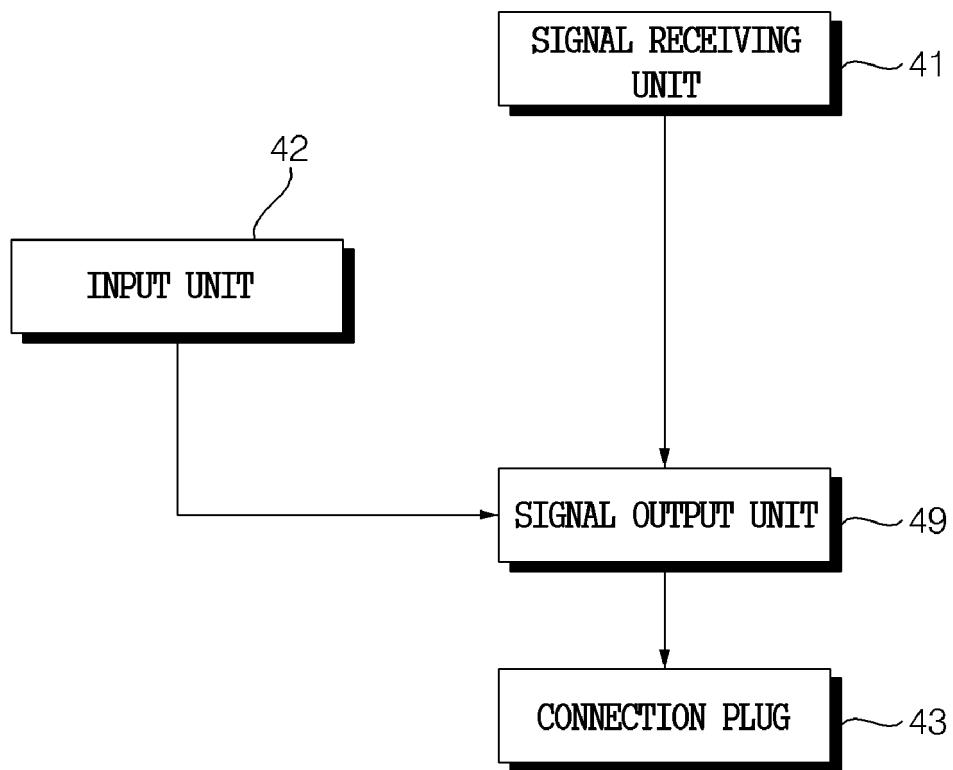 SIGNAL RECEIVING
UNIT
41
42
INPUT UNIT
SIGNAL OUTPUT UNIT
49
CONNECTION PLUG
43